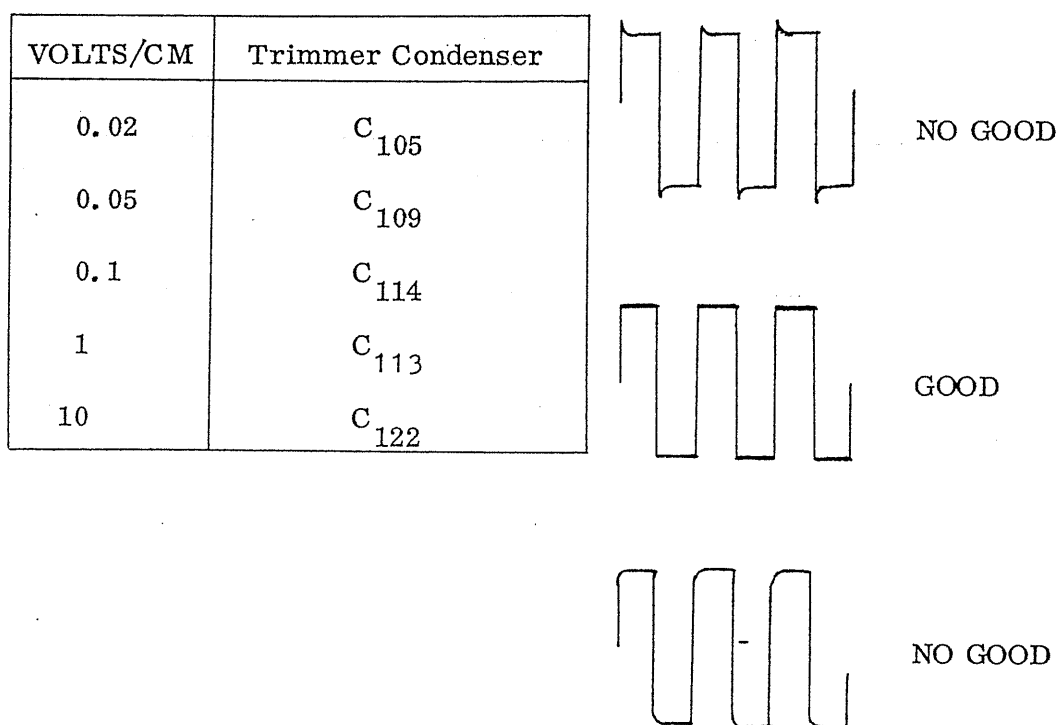 VOLTS/CM Trimmer Condenser
0.02 C105
0.05 C109
0.1 C114
1 C113
10 C122
NO GOOD
GOOD
NO GOOD